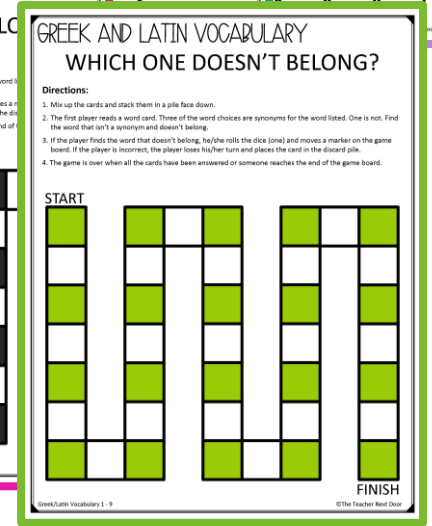 GREEK AND LATIN VOCABULARY
WHICH ONE DOESN'T BELONG?
Directions:
1. Mix up the cards and stack them in a pile face down.
2. The first player reads a word card. Three of the word choices are synonyms for the word listed. One is not. Find
the word that isn't a synonym and doesn't belong.
3. If the player finds the word that doesn't belong, he/she rolls the dice (one) and moves a marker on the game
board. If the player is incorrect, the player loses his/her turn and places the card in the discard pile.
4. The game is over when all the cards have been answered or someone reaches the end of the game board.
START
FINISH
Greek/Latin Vocabulary 1 - 9
©The Teacher Next Door